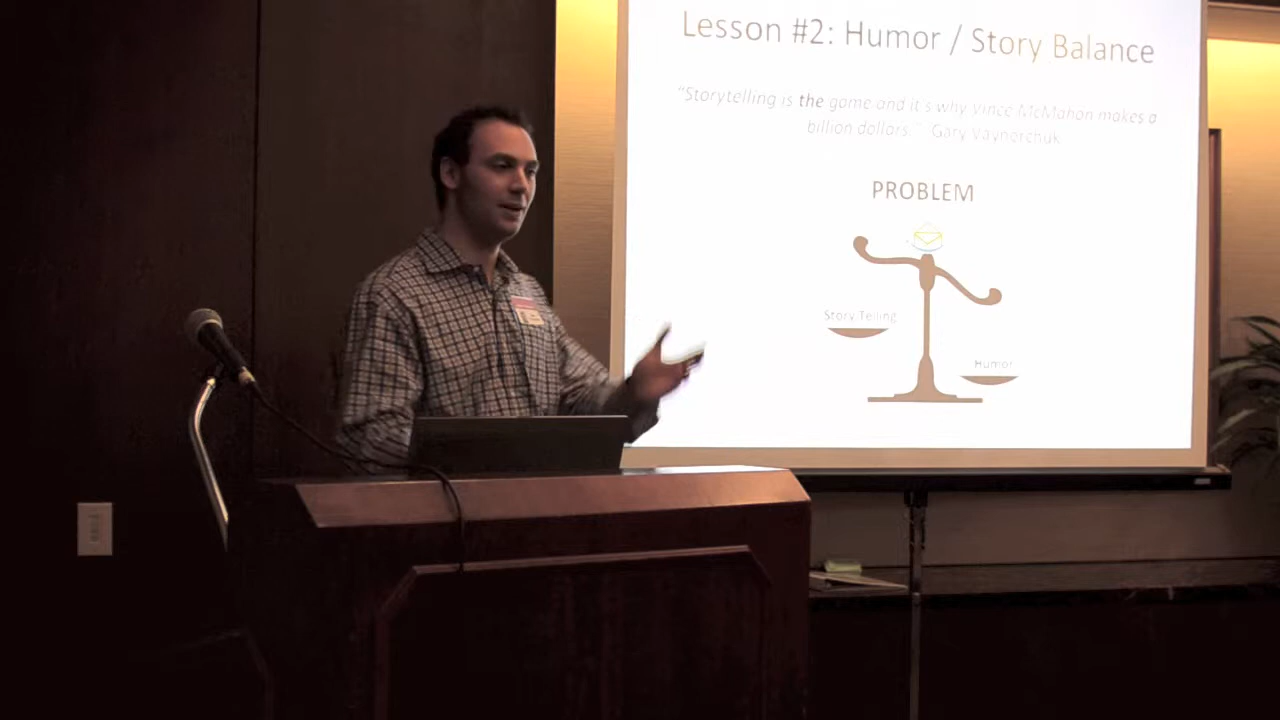 Lesson #2: Humor / Story Balance
"Storytelling is the game and it's why Vince McMahon makes a
billion dollars." Gary Vaynerchuk
PROBLEM
Story Telling
Humor